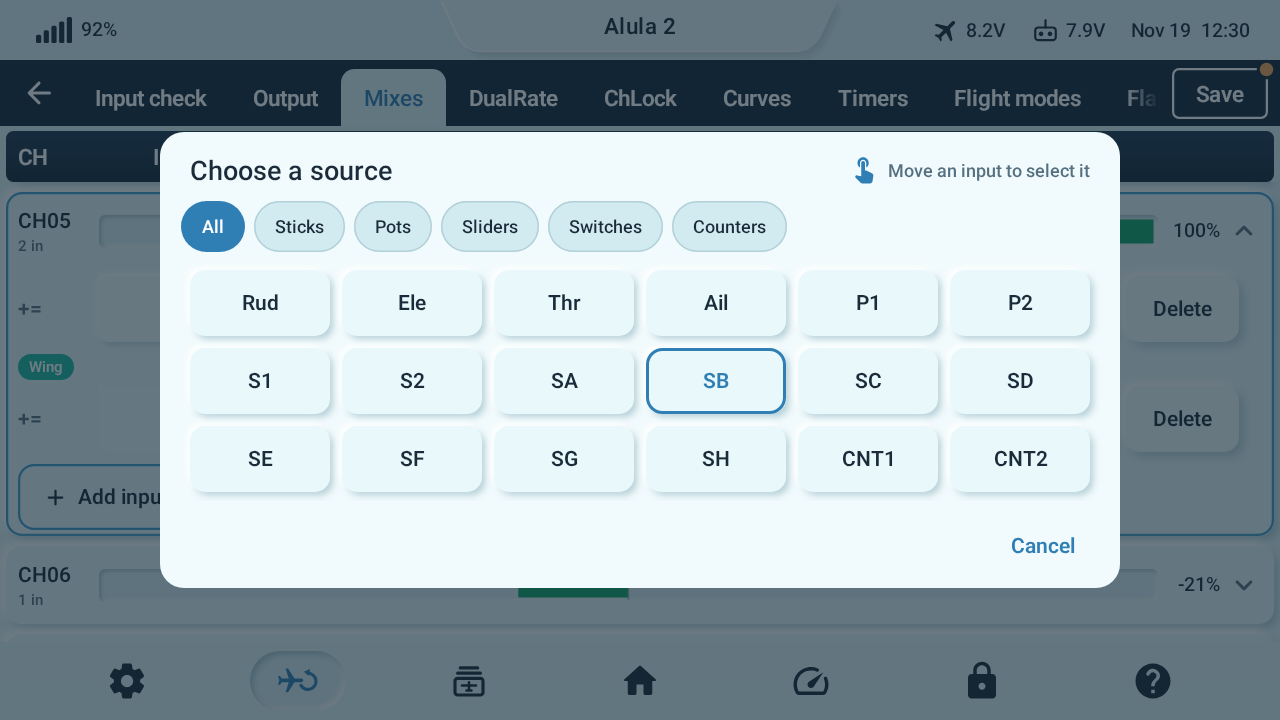 92%
Alula 2
8.2V
7.9V
Nov 19 12:30
Input check
Output
Mixes
DualRate
ChLock
Curves
Timers
Flight modes
Fla
Save
CH
Choose a source
Move an input to select it
CH05
2 in
100%
All
Sticks
Pots
Sliders
Switches
Counters
Rud
Ele
Thr
Ail
P1
P2
+=
Delete
Wing
S1
S2
SA
SB
SC
SD
+=
Delete
SE
SF
SG
SH
CNT1
CNT2
+ Add inpu
Cancel
CH06
1 in
-21%